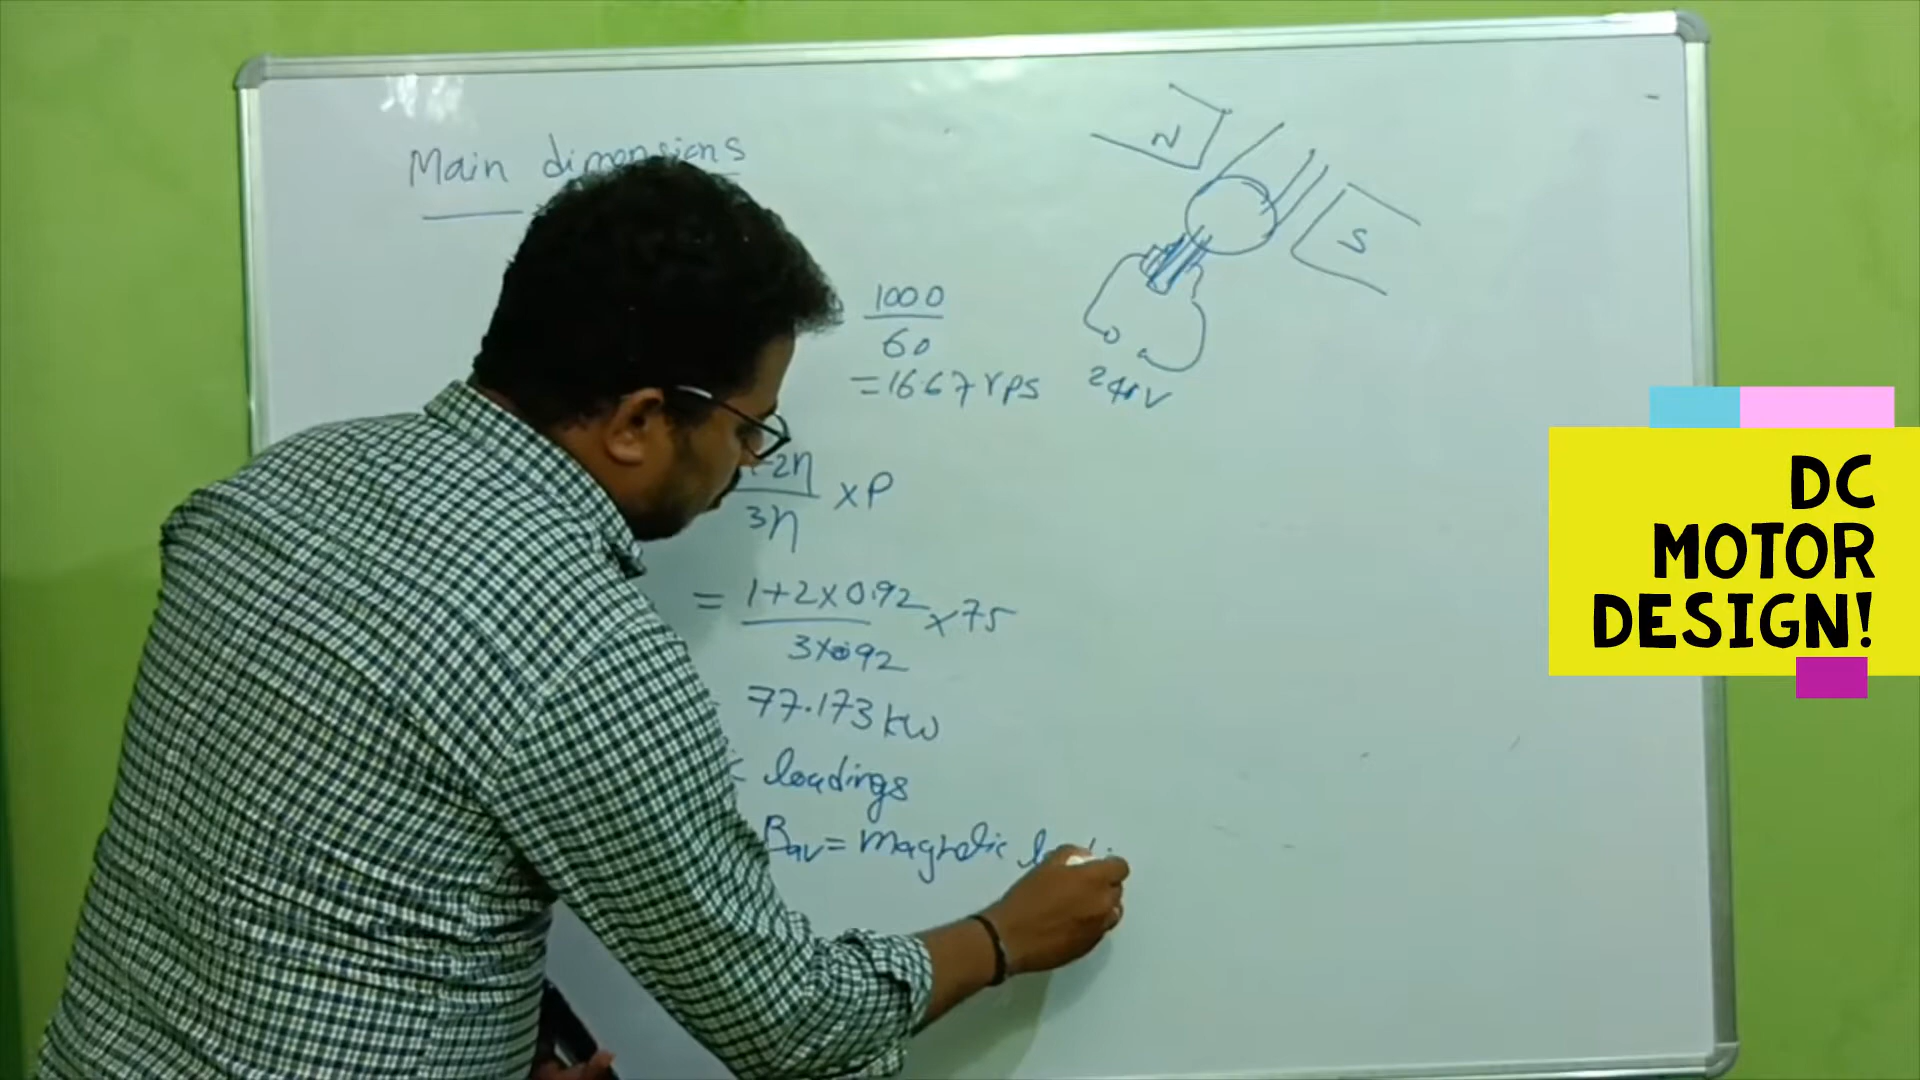 Main dimensions
N
S
1000
60
=16.67 rps
+2η
3η
×P
= 1+2×0.92 ×75
3×0.92
77.173 kW
loadings
Bav = Magnetic
DC
MOTOR
DESIGN!